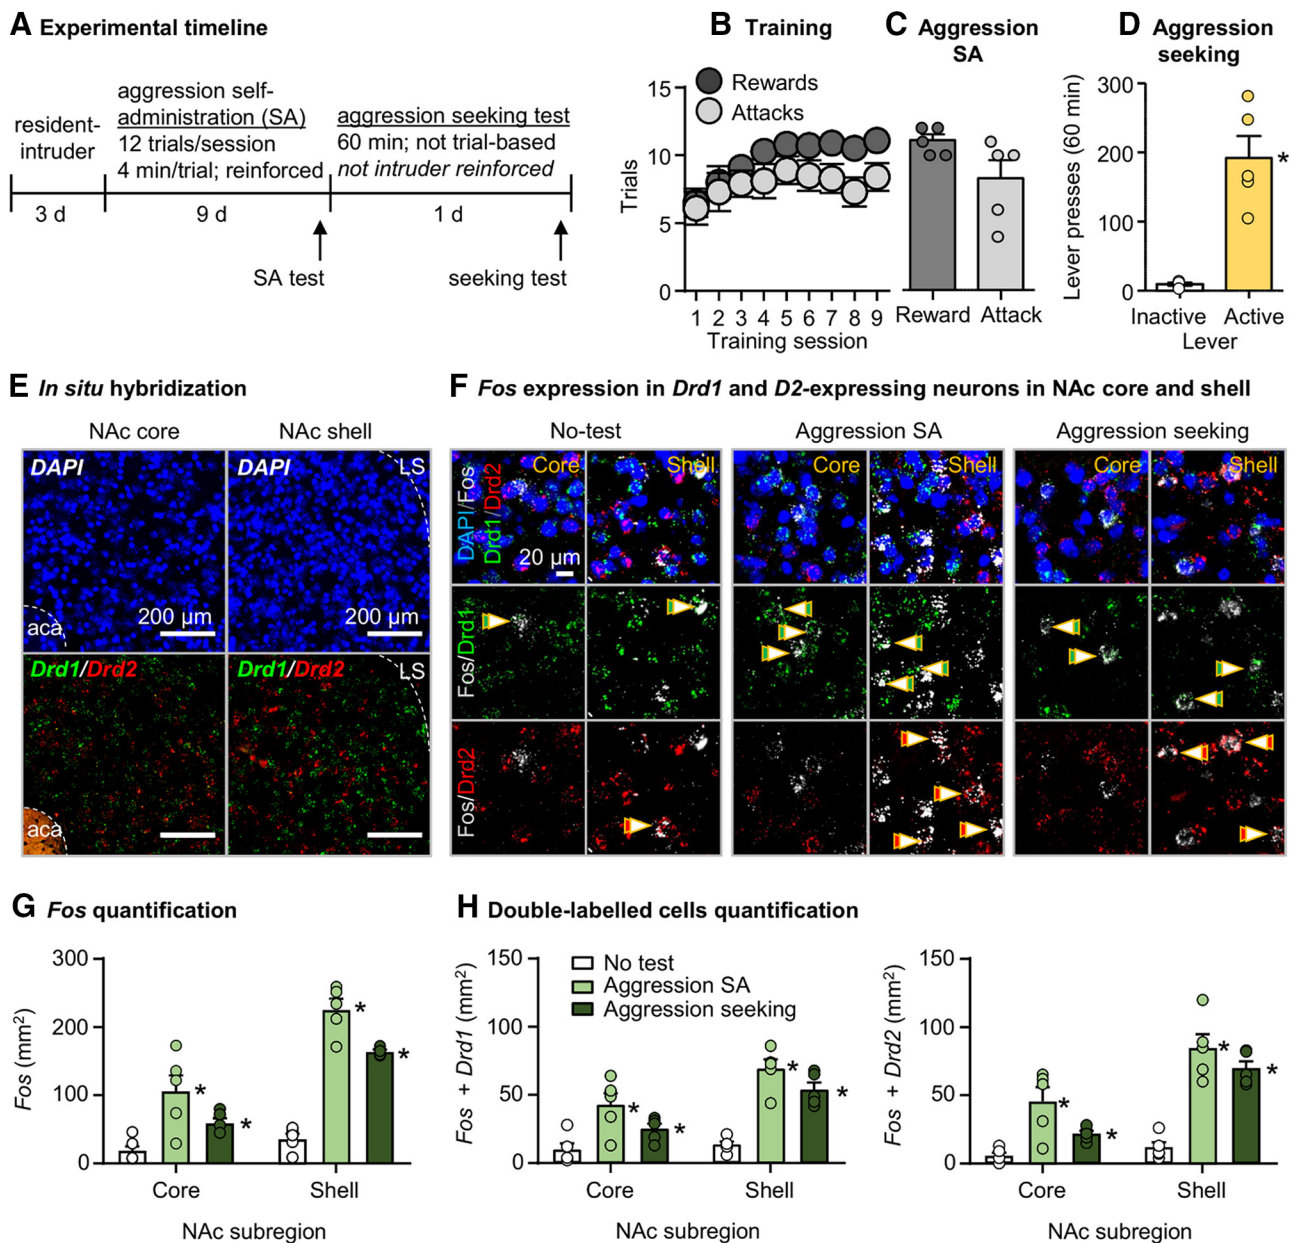 A Experimental timeline
resident-
intruder
aggression self-
administration (SA)
12 trials/session
4 min/trial; reinforced
aggression seeking test
60 min; not trial-based
not intruder reinforced
3 d
9 d
1 d
SA test
seeking test
B Training
Rewards
Attacks
15
10
5
0
Trials
1 2 3 4 5 6 7 8 9
Training session
C Aggression
SA
Reward Attack
D Aggression
seeking
Lever presses (60 min)
300
200
100
0
*
Inactive Active
Lever
E In situ hybridization
NAc core NAc shell
DAPI
DAPI
LS
aca
200 µm
200 µm
Drd1/Drd2
Drd1/Drd2
LS
aca
F Fos expression in Drd1 and D2-expressing neurons in NAc core and shell
No-test Aggression SA Aggression seeking
DAPI/Fos
Drd1/Drd2
Core Shell Core Shell Core Shell
20 µm
Fos/Drd1
Fos/Drd2
G Fos quantification
Fos (mm2)
300
200
100
0
* * * *
Core Shell
NAc subregion
H Double-labelled cells quantification
Fos + Drd1 (mm2)
150
100
50
0
No test
Aggression SA
Aggression seeking
* * * *
Core Shell
NAc subregion
Fos + Drd2 (mm2)
150
100
50
0
* * * *
Core Shell
NAc subregion